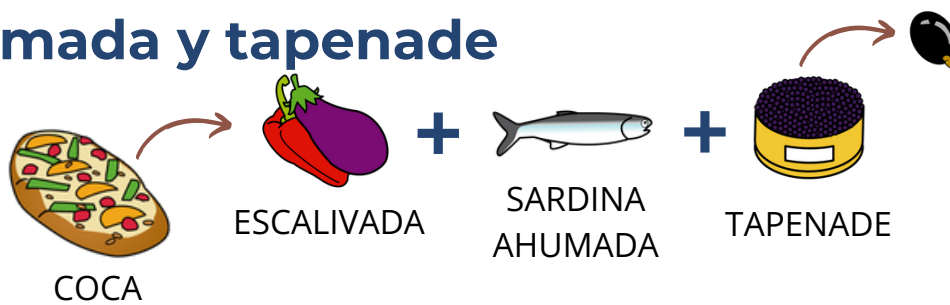 mada y tapenade
ESCALIVADA
SARDINA
AHUMADA
TAPENADE
COCA